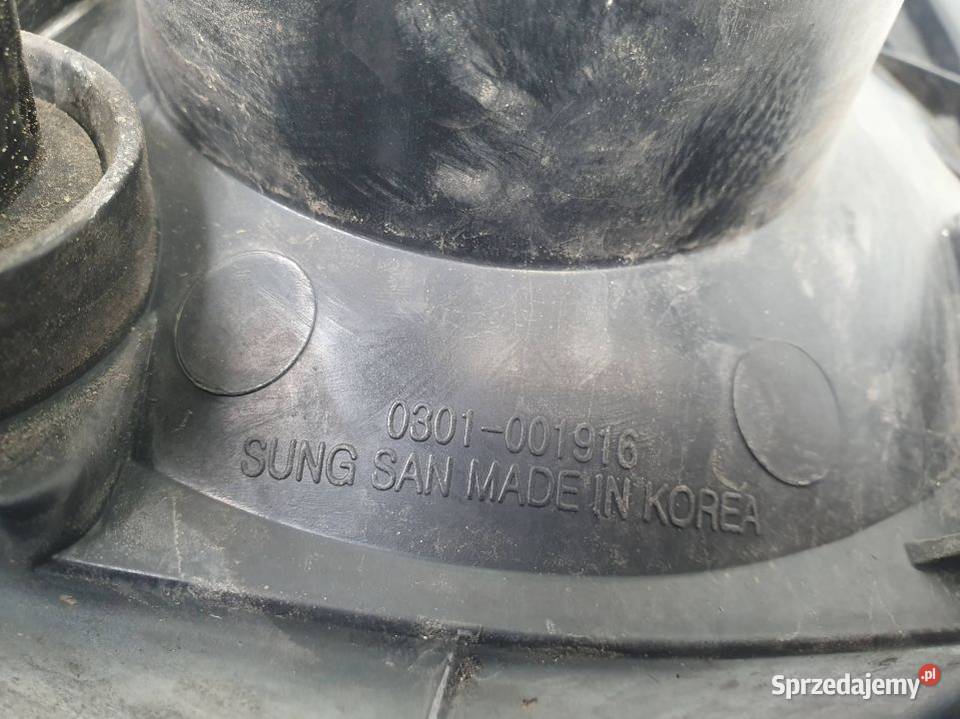 0301-001916
SUNG SAN MADE IN KOREA
Sprzedajemy.pl